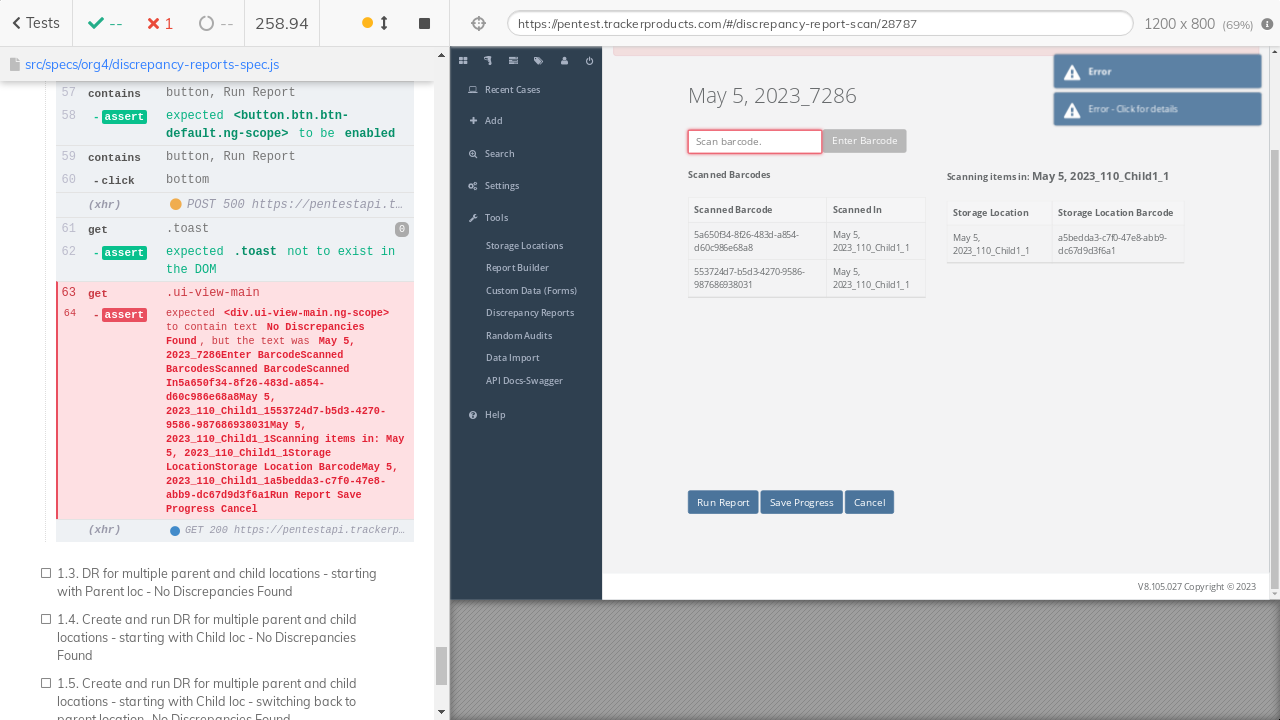 Tests
--
1
--
258.94
https://pentest.trackerproducts.com/#/discrepancy-report-scan/28787
1200 x 800 (69%)
src/specs/org4/discrepancy-reports-spec.js
57 contains button, Run Report
58 - assert expected <button.btn.btn-
default.ng-scope> to be enabled
59 contains button, Run Report
60 - click bottom
(xhr) POST 500 https://pentestapi.t…
61 get .toast 0
62 - assert expected .toast not to exist in
the DOM
63 get .ui-view-main
64 - assert expected <div.ui-view-main.ng-scope>
to contain text No Discrepancies
Found, but the text was May 5,
2023_7286Enter BarcodeScanned
BarcodesScanned BarcodeScanned
In5a650f34-8f26-483d-a854-
d60c986e68a8May 5,
2023_110_Child1_1553724d7-b5d3-4270-
9586-987686938031May 5,
2023_110_Child1_1Scanning items in: May
5, 2023_110_Child1_1Storage
LocationStorage Location BarcodeMay 5,
2023_110_Child1_1a5bedda3-c7f0-47e8-
abb9-dc67d9d3f6a1Run Report Save
Progress Cancel
(xhr) GET 200 https://pentestapi.trackerp…
1.3. DR for multiple parent and child locations - starting
with Parent loc - No Discrepancies Found
1.4. Create and run DR for multiple parent and child
locations - starting with Child loc - No Discrepancies
Found
1.5. Create and run DR for multiple parent and child
locations - starting with Child loc - switching back to
parent location- No Discrepancies Found
Recent Cases
Add
Search
Settings
Tools
Storage Locations
Report Builder
Custom Data (Forms)
Discrepancy Reports
Random Audits
Data Import
API Docs-Swagger
Help
Error
Error - Click for details
May 5, 2023_7286
Scan barcode.
Enter Barcode
Scanned Barcodes
Scanned Barcode Scanned In
5a650f34-8f26-483d-a854-
d60c986e68a8
May 5,
2023_110_Child1_1
553724d7-b5d3-4270-9586-
987686938031
May 5,
2023_110_Child1_1
Scanning items in: May 5, 2023_110_Child1_1
Storage Location Storage Location Barcode
May 5,
2023_110_Child1_1
a5bedda3-c7f0-47e8-abb9-
dc67d9d3f6a1
Run Report Save Progress Cancel
V8.105.027 Copyright © 2023